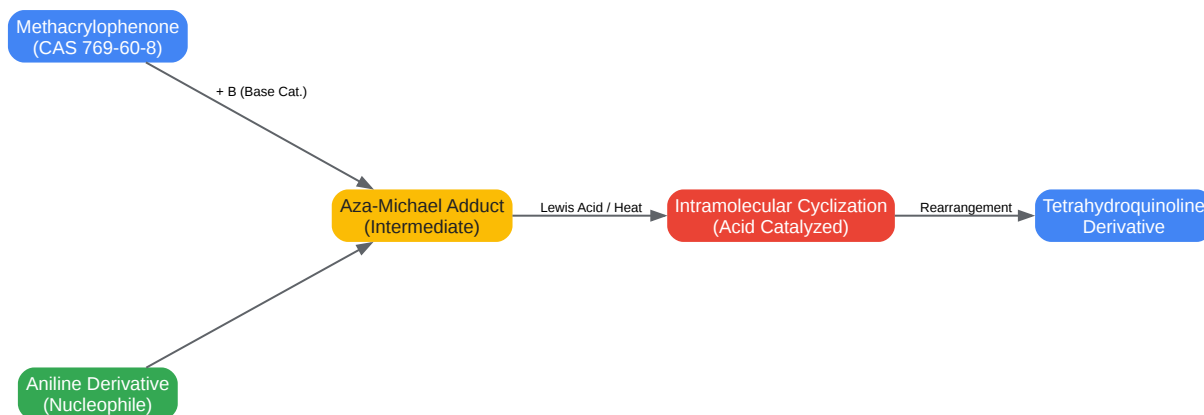 Methacrylophenone
(CAS 769-60-8)
+ B (Base Cat.)
Aza-Michael Adduct
(Intermediate)
Lewis Acid / Heat
Intramolecular Cyclization
(Acid Catalyzed)
Rearrangement
Tetrahydroquinoline
Derivative
Aniline Derivative
(Nucleophile)